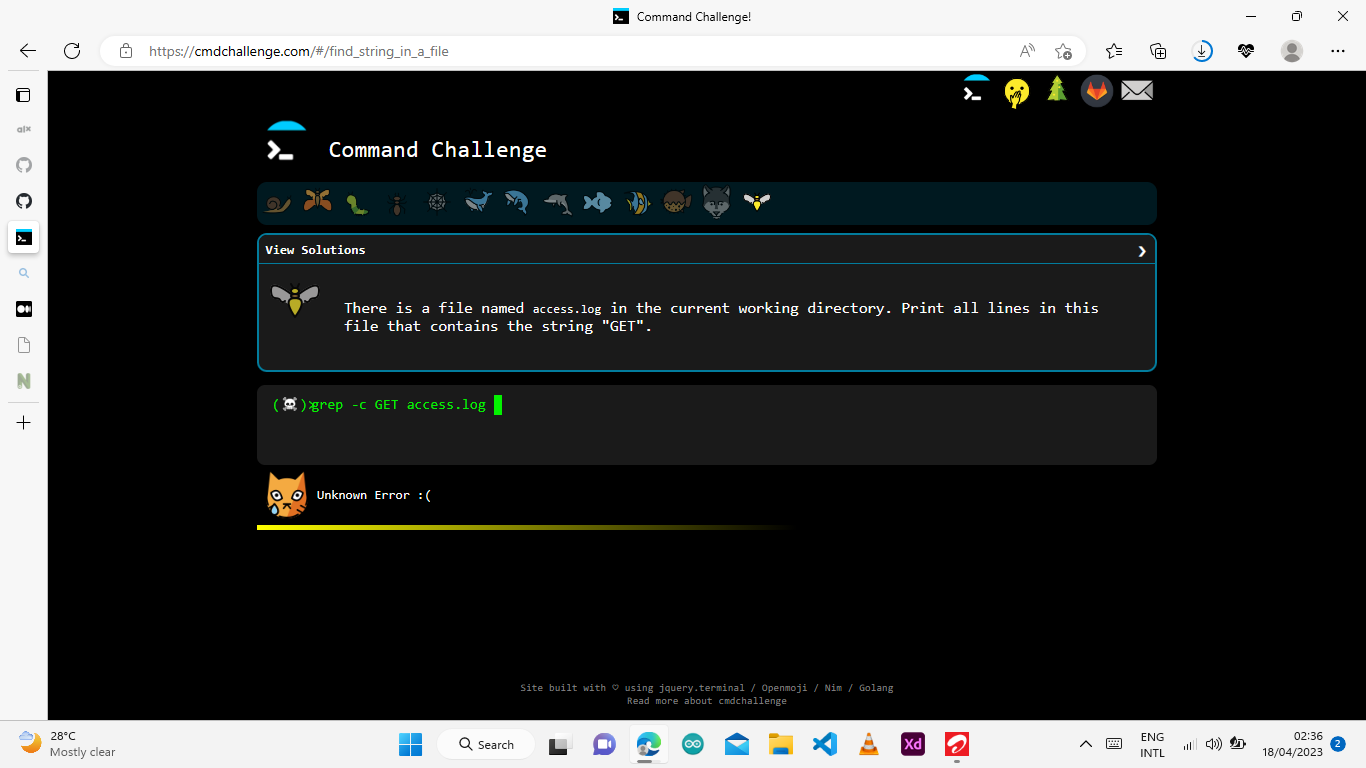 Command Challenge!
https://cmdchallenge.com/#/find_string_in_a_file
alx
Command Challenge
View Solutions
There is a file named access.log in the current working directory. Print all lines in this
file that contains the string "GET".
(☠️)>grep -c GET access.log
Unknown Error :(
Site built with ♡ using jquery.terminal / Openmoji / Nim / Golang
Read more about cmdchallenge
28°C
Mostly clear
Search
Xd
ENG
INTL
02:36
18/04/2023
2